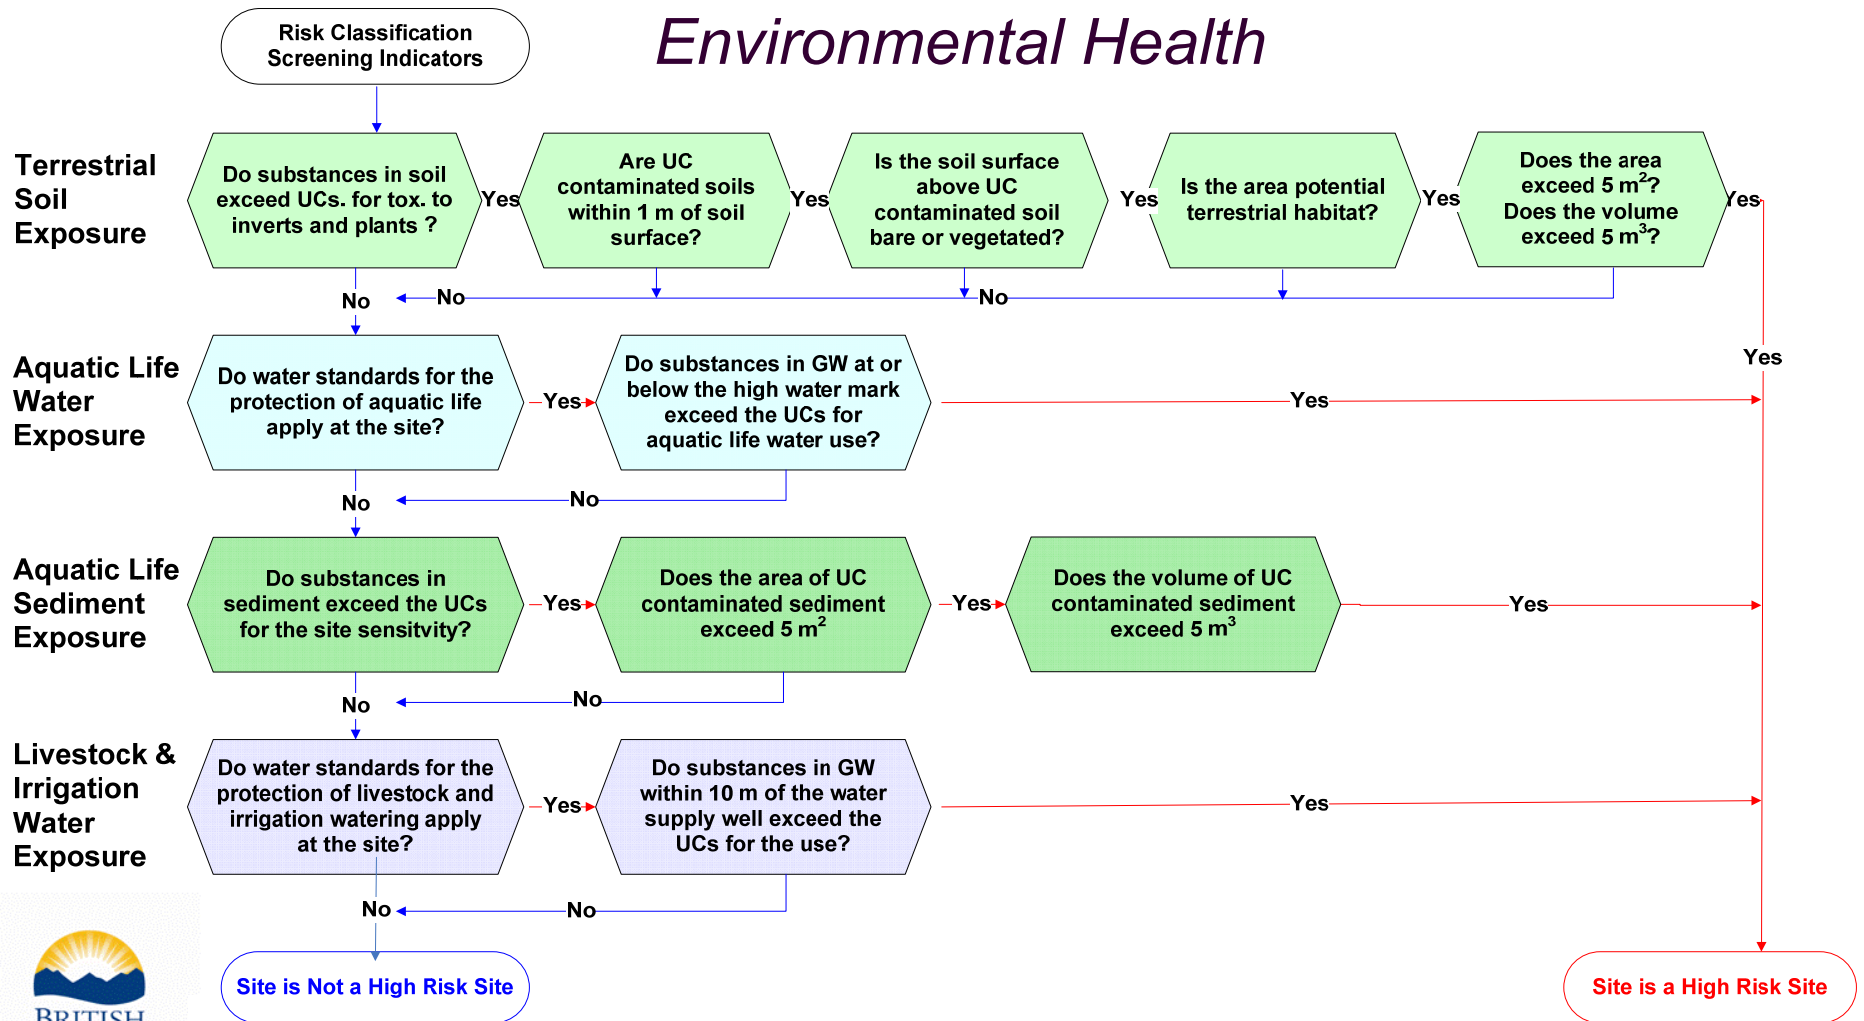 Environmental Health
Risk Classification
Screening Indicators
Terrestrial
Soil
Exposure
Do substances in soil
exceed UCs. for tox. to
inverts and plants ?
Yes
Are UC
contaminated soils
within 1 m of soil
surface?
Yes
Is the soil surface
above UC
contaminated soil
bare or vegetated?
Yes
Is the area potential
terrestrial habitat?
Yes
Does the area
exceed 5 m²?
Does the volume
exceed 5 m³?
Yes
No
No
No
Yes
Aquatic Life
Water
Exposure
Do water standards for the
protection of aquatic life
apply at the site?
Yes
Do substances in GW at or
below the high water mark
exceed the UCs for
aquatic life water use?
Yes
No
No
Aquatic Life
Sediment
Exposure
Do substances in
sediment exceed the UCs
for the site sensitvity?
Yes
Does the area of UC
contaminated sediment
exceed 5 m²
Yes
Does the volume of UC
contaminated sediment
exceed 5 m³
Yes
No
No
Livestock &
Irrigation
Water
Exposure
Do water standards for the
protection of livestock and
irrigation watering apply
at the site?
Yes
Do substances in GW
within 10 m of the water
supply well exceed the
UCs for the use?
Yes
No
No
BRITISH
Site is Not a High Risk Site
Site is a High Risk Site